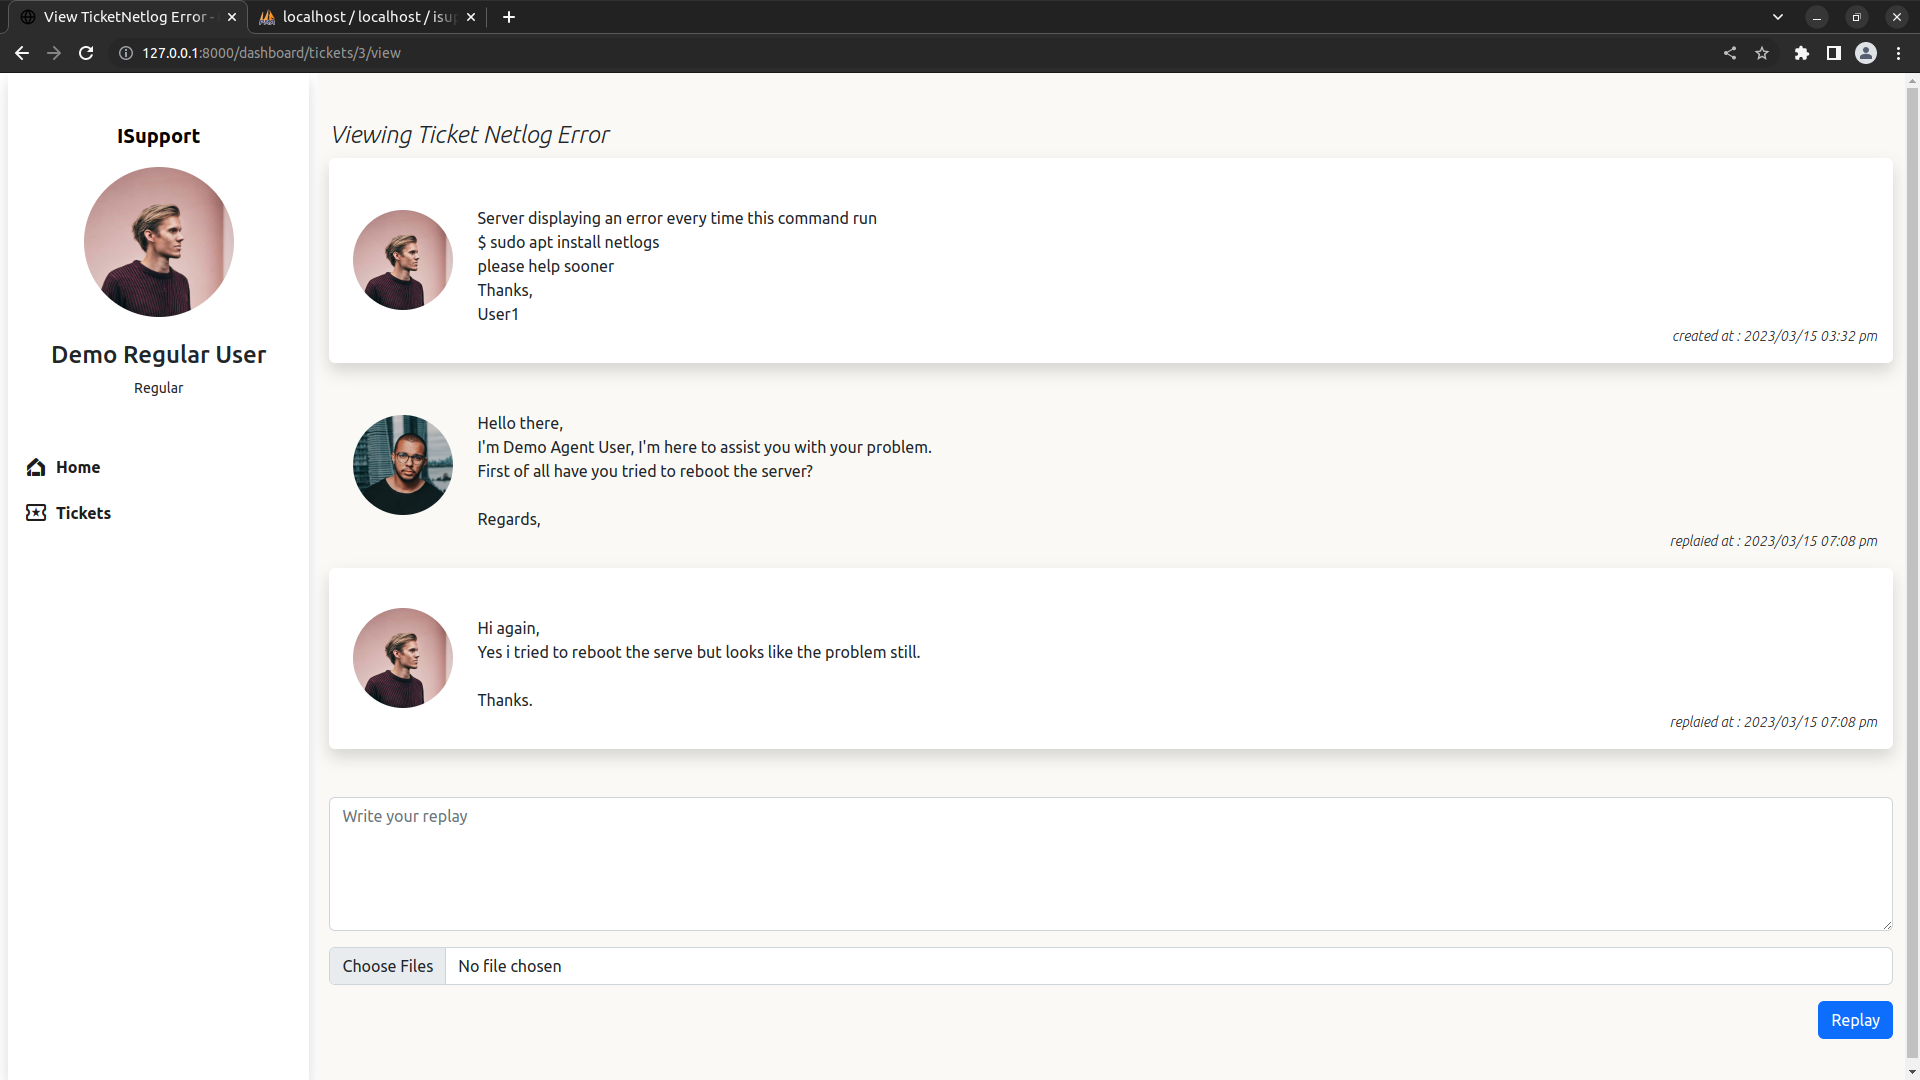 View TicketNetlog Error -
localhost / localhost / isup
127.0.0.1:8000/dashboard/tickets/3/view
ISupport
Demo Regular User
Regular
Home
Tickets
Viewing Ticket Netlog Error
Server displaying an error every time this command run
$ sudo apt install netlogs
please help sooner
Thanks,
User1
created at : 2023/03/15 03:32 pm
Hello there,
I'm Demo Agent User, I'm here to assist you with your problem.
First of all have you tried to reboot the server?
Regards,
replaied at : 2023/03/15 07:08 pm
Hi again,
Yes i tried to reboot the serve but looks like the problem still.
Thanks.
replaied at : 2023/03/15 07:08 pm
Write your replay
Choose Files No file chosen
Replay